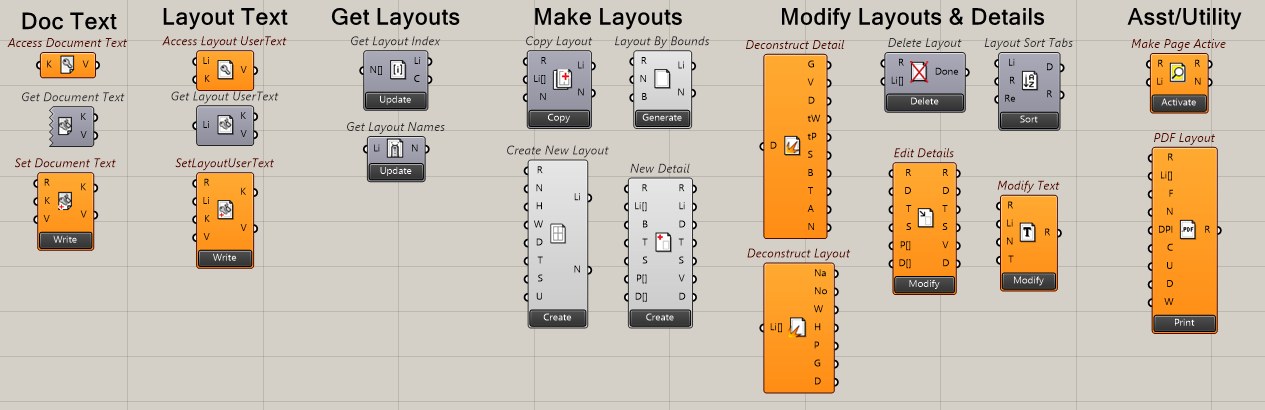 Doc Text
Layout Text
Get Layouts
Make Layouts
Modify Layouts & Details
Asst/Utility
Access Document Text
K V
Get Document Text
K
V
Set Document Text
R
K
K
V
V
Write
Access Layout UserText
Li
K
V
Get Layout UserText
Li
K
V
SetLayoutUserText
R
Li
K
V
K
V
Write
Get Layout Index
N[]
[i]
Li
C
Update
Get Layout Names
Li
N
Update
Copy Layout
R
Li[]
N
Li
N
Copy
Layout By Bounds
R
N
B
Li
N
Generate
Create New Layout
R
N
H
W
D
T
S
U
Li
N
Create
New Detail
R
Li[]
B
T
S
P[]
D[]
R
Li
D
T
S
V
D
Create
Deconstruct Detail
D
G
V
D
tW
tP
S
B
T
A
N
Deconstruct Layout
Li[]
Na
No
W
H
P
G
D
Delete Layout
R
Li[]
N
Done
Delete
Layout Sort Tabs
Li
R
Re
A
Z
D
R
Sort
Edit Details
R
D
T
S
P[]
D[]
R
D
T
S
V
D
Modify
Modify Text
R
Li
N
T
T
R
Modify
Make Page Active
R
Li
R
N
Activate
PDF Layout
R
Li[]
F
N
DPI
C
U
D
W
.PDF
R
Print